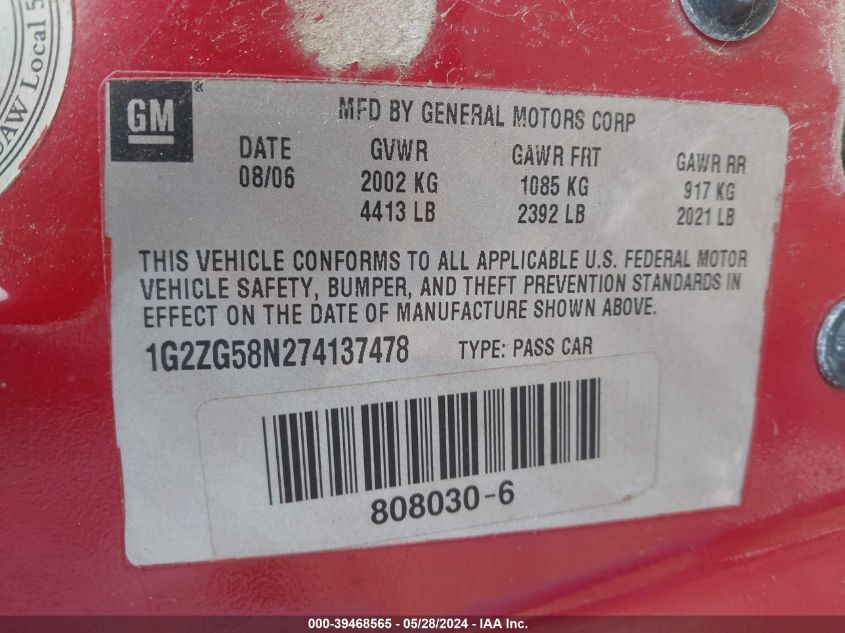 UAW Local 5
GM ®
MFD BY GENERAL MOTORS CORP
DATE GVWR GAWR FRT GAWR RR
08/06 2002 KG 1085 KG 917 KG
4413 LB 2392 LB 2021 LB
THIS VEHICLE CONFORMS TO ALL APPLICABLE U.S. FEDERAL MOTOR
VEHICLE SAFETY, BUMPER, AND THEFT PREVENTION STANDARDS IN
EFFECT ON THE DATE OF MANUFACTURE SHOWN ABOVE.
1G2ZG58N274137478 TYPE: PASS CAR
808030-6
000-39468565 - 05/28/2024 - IAA Inc.